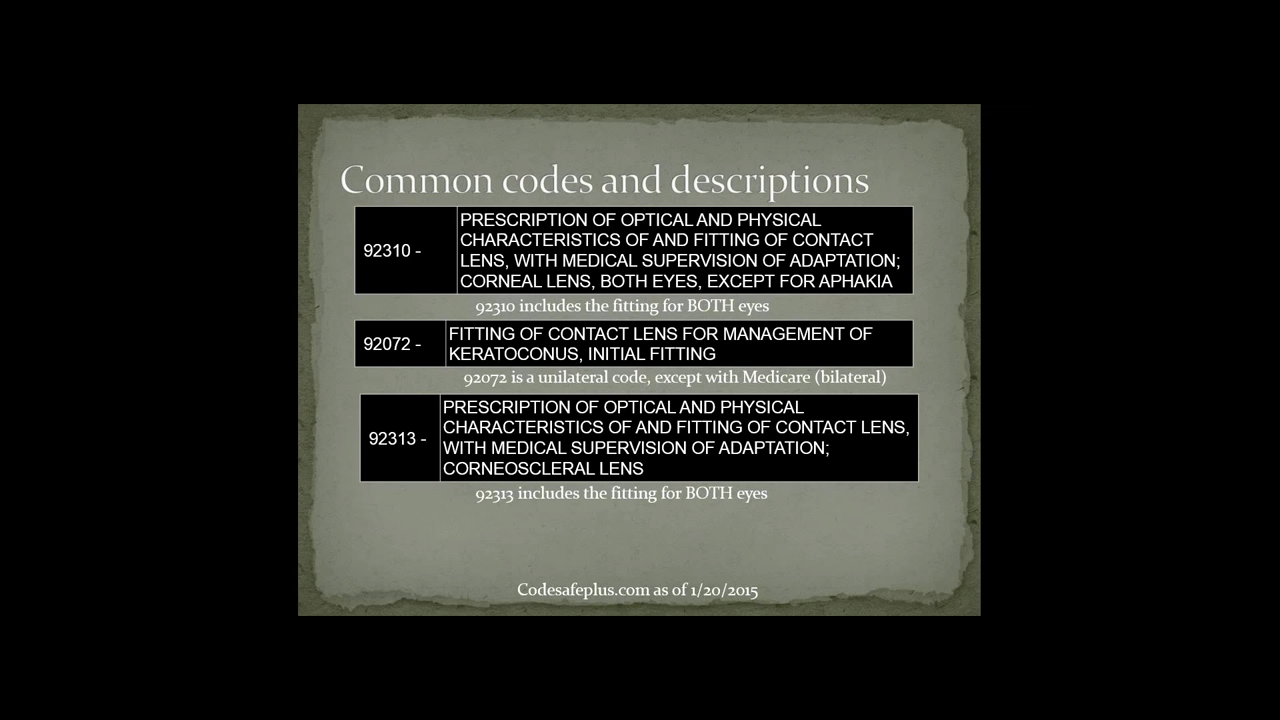 Common codes and descriptions
92310 -
PRESCRIPTION OF OPTICAL AND PHYSICAL
CHARACTERISTICS OF AND FITTING OF CONTACT
LENS, WITH MEDICAL SUPERVISION OF ADAPTATION;
CORNEAL LENS, BOTH EYES, EXCEPT FOR APHAKIA
92310 includes the fitting for BOTH eyes
92072 -
FITTING OF CONTACT LENS FOR MANAGEMENT OF
KERATOCONUS, INITIAL FITTING
92072 is a unilateral code, except with Medicare (bilateral)
92313 -
PRESCRIPTION OF OPTICAL AND PHYSICAL
CHARACTERISTICS OF AND FITTING OF CONTACT LENS,
WITH MEDICAL SUPERVISION OF ADAPTATION;
CORNEOSCLERAL LENS
92313 includes the fitting for BOTH eyes
Codesafeplus.com as of 1/20/2015